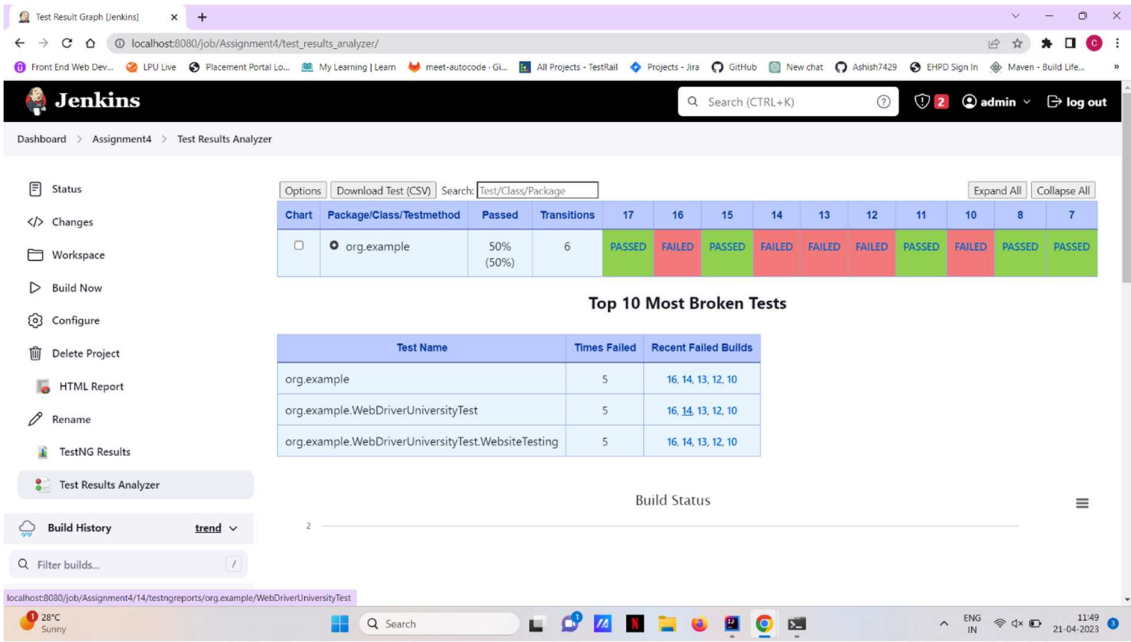 Test Result Graph [Jenkins]
localhost:8080/job/Assignment4/test_results_analyzer/
C
Front End Web Dev... LPU Live Placement Portal Lo... My Learning | Learn meet-autocode · Gi... All Projects - TestRail Projects - Jira GitHub New chat Ashish7429 EHPD Sign In Maven - Build Life... »
Jenkins Search (CTRL+K) ? 2 admin log out
Dashboard > Assignment4 > Test Results Analyzer
Status
Changes
Workspace
Build Now
Configure
Delete Project
HTML Report
Rename
TestNG Results
Test Results Analyzer
Build History trend
Filter builds... /
Options Download Test (CSV) Search: Test/Class/Package Expand All Collapse All
Chart Package/Class/Testmethod Passed Transitions 17 16 15 14 13 12 11 10 8 7
org.example 50% (50%) 6 PASSED FAILED PASSED FAILED FAILED FAILED PASSED FAILED PASSED PASSED
Top 10 Most Broken Tests
Test Name Times Failed Recent Failed Builds
org.example 5 16, 14, 13, 12, 10
org.example.WebDriverUniversityTest 5 16, 14, 13, 12, 10
org.example.WebDriverUniversityTest.WebsiteTesting 5 16, 14, 13, 12, 10
Build Status
2
localhost:8080/job/Assignment4/14/testngreports/org.example/WebDriverUniversityTest
1 28°C
Sunny
Search
ENG
IN
11:49
21-04-2023
3